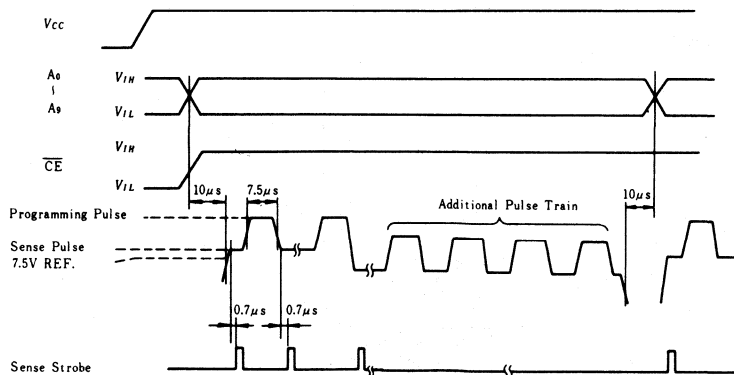 VCC
A0
~
A9
VIH
VIL
CE
VIH
VIL
10μs
7.5μs
Additional Pulse Train
10μs
Programming Pulse
Sense Pulse
7.5V REF.
0.7μs
0.7μs
Sense Strobe